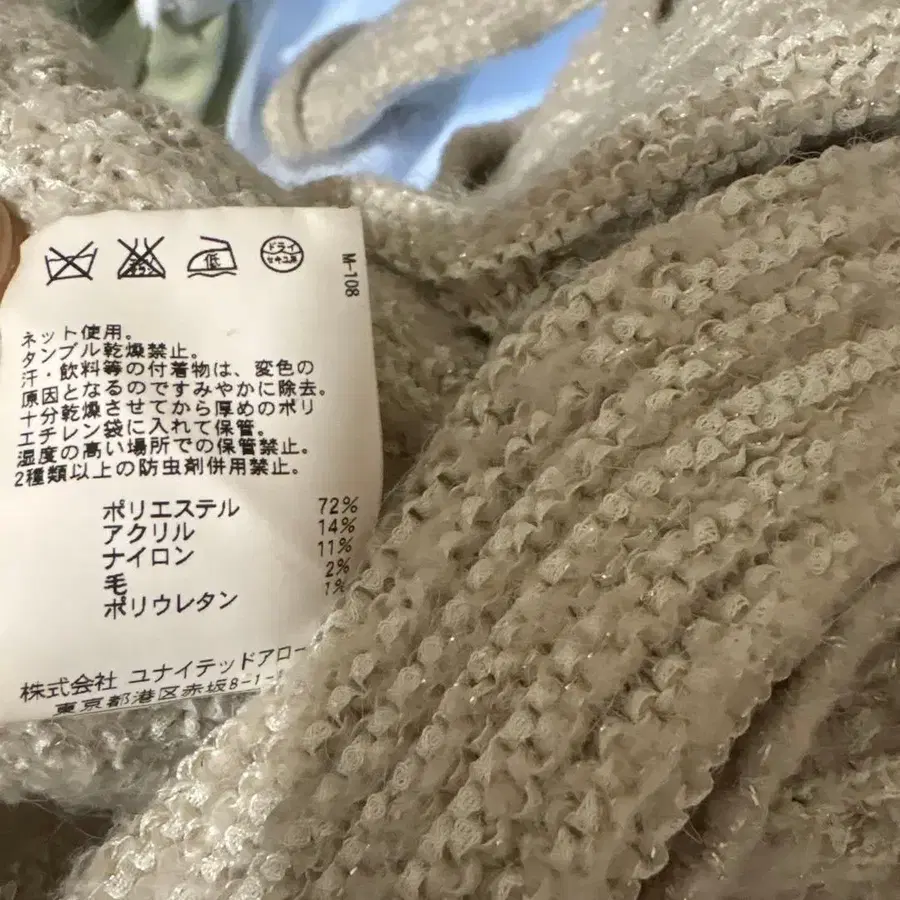 低 ドライ セキユ系
M-108
ネット使用。
タンブル乾燥禁止。
汗・飲料等の付着物は、変色の
原因となるのですみやかに除去。
十分乾燥させてから厚めのポリ
エチレン袋に入れて保管。
湿度の高い場所での保管禁止。
2種類以上の防虫剤併用禁止。
ポリエステル 72%
アクリル 14%
ナイロン 11%
毛 2%
ポリウレタン 1%
株式会社 ユナイテッドアロー
東京都港区赤坂8-1-